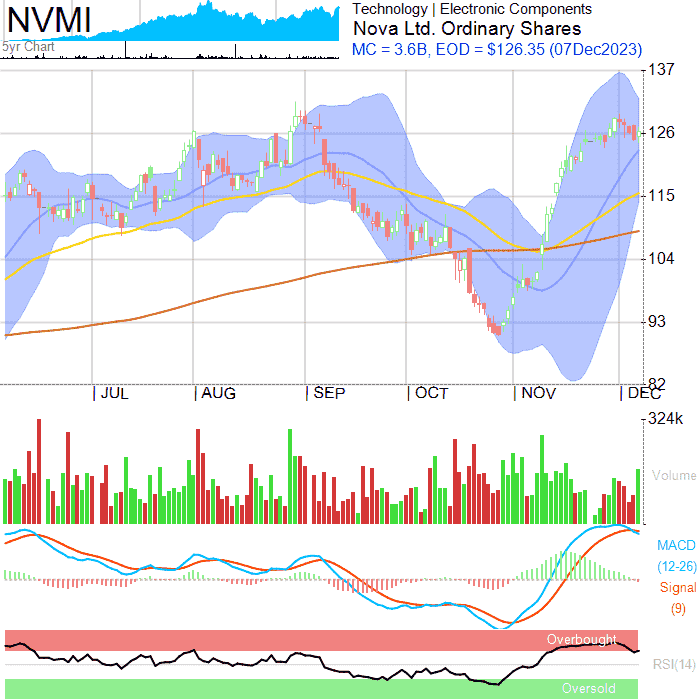 NVMI
Technology | Electronic Components
Nova Ltd. Ordinary Shares
MC = 3.6B, EOD = $126.35 (07Dec2023)
5yr Chart
137
126
115
104
93
82
JUL AUG SEP OCT NOV DEC
324k
Volume
MACD
(12-26)
Signal
(9)
Overbought
RSI(14)
Oversold